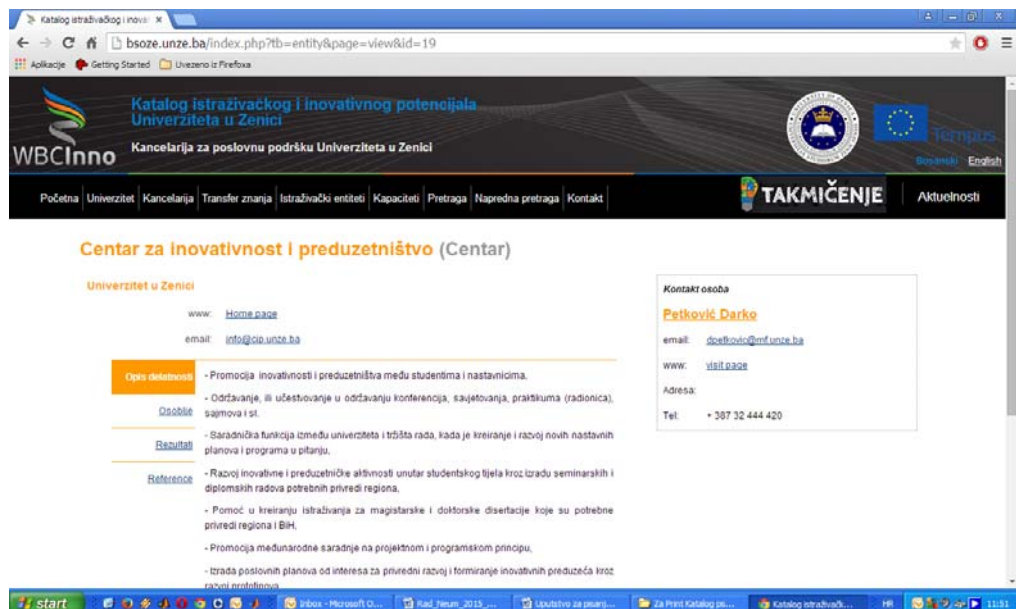 Katalog istraživačkog i inovat
bsoze.unze.ba/index.php?tb=entity&page=view&id=19
Aplikacije Getting Started Uvezeno iz Firefoxa
Katalog istraživačkog i inovativnog potencijala
Univerziteta u Zenici
WBCInno
Kancelarija za poslovnu podršku Univerziteta u Zenici
Tempus
Bosanski English
Početna Univerzitet Kancelarija Transfer znanja Istraživački entiteti Kapaciteti Pretraga Napredna pretraga Kontakt TAKMIČENJE Aktuelnosti
Centar za inovativnost i preduzetništvo (Centar)
Univerzitet u Zenici
www: Home page
email: info@cip.unze.ba
Kontakt osoba
Petković Darko
email: dpetkovic@mf.unze.ba
www: visit page
Adresa:
Tel: + 387 32 444 420
Opis delatnosti
Osoblje
Rezultati
Reference
- Promocija inovativnosti i preduzetništva među studentima i nastavnicima,
- Održavanje, ili učestvovanje u održavanju konferencija, savjetovanja, praktikuma (radionica),
sajmova i sl.
- Saradnička funkcija između univerziteta i tržišta rada, kada je kreiranje i razvoj novih nastavnih
planova i programa u pitanju,
- Razvoj inovativne i preduzetničke aktivnosti unutar studentskog tijela kroz izradu seminarskih i
diplomskih radova potrebnih privredi regiona,
- Pomoć u kreiranju istraživanja za magistarske i doktorske disertacije koje su potrebne
privredi regiona i BiH,
- Promocija međunarodne saradnje na projektnom i programskom principu,
- Izrada poslovnih planova od interesa za privredni razvoj i formiranje inovativnih preduzeća kroz
razvoj prototipova
start Inbox - Microsoft O... Rad_Neum_2015_... Uputstvo za pisanj... Za Print Katalog ps... Katalog istraživač... HR 11:51